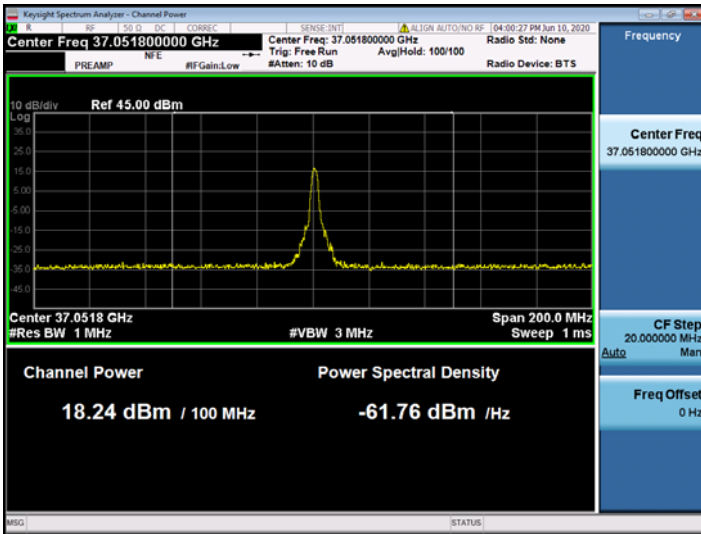 Keysight Spectrum Analyzer - Channel Power
R RF 50 Ω DC CORREC SENSE:INT ALIGN AUTO/NO RF 04:00:27 PM Jun 10, 2020
Center Freq 37.051800000 GHz Center Freq: 37.051800000 GHz Radio Std: None
NFE Trig: Free Run Avg|Hold: 100/100
PREAMP #IFGain:Low #Atten: 10 dB Radio Device: BTS
Frequency
10 dB/div Ref 45.00 dBm
Log
35.0
25.0
15.0
5.00
-5.00
-15.0
-25.0
-35.0
-45.0
Center 37.0518 GHz Span 200.0 MHz
#Res BW 1 MHz #VBW 3 MHz Sweep 1 ms
Channel Power Power Spectral Density
18.24 dBm / 100 MHz -61.76 dBm /Hz
Center Freq
37.051800000 GHz
CF Step
20.000000 MHz
Auto Man
Freq Offset
0 Hz
MSG STATUS